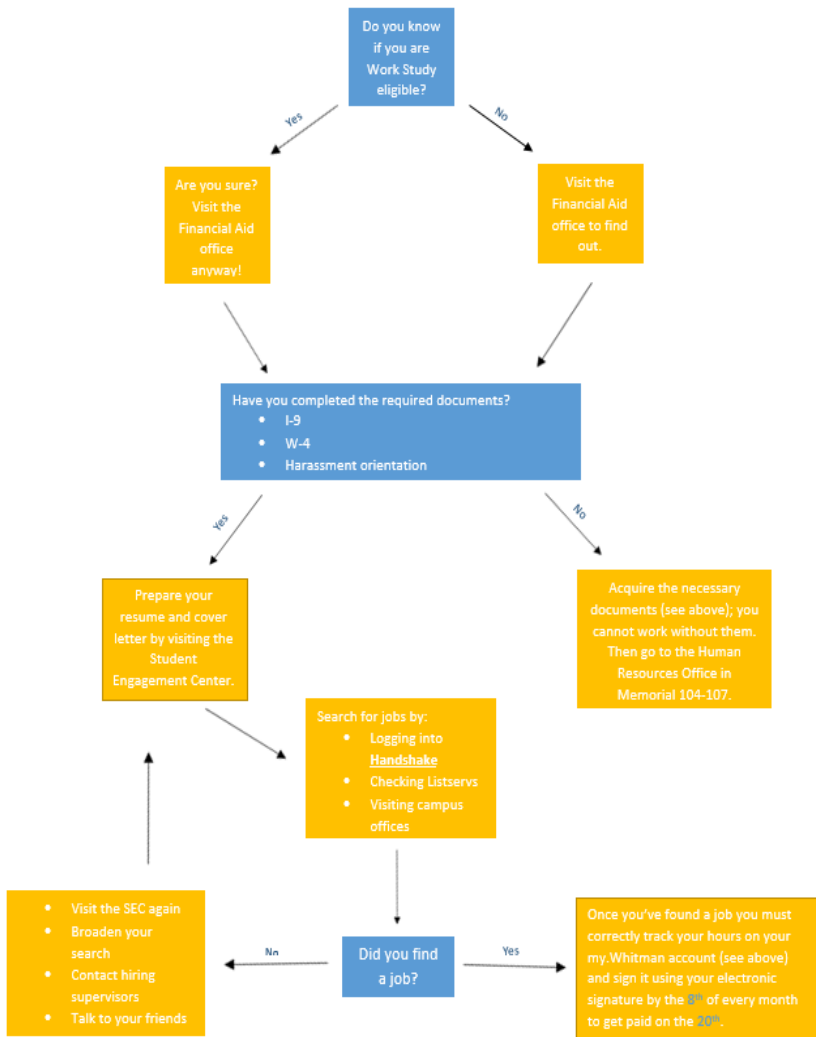 Do you know
if you are
Work Study
eligible?
Yes
No
Are you sure?
Visit the
Financial Aid
office
anyway!
Visit the
Financial Aid
office to find
out.
Have you completed the required documents?
• I-9
• W-4
• Harassment orientation
Yes
No
Prepare your
resume and cover
letter by visiting the
Student
Engagement Center.
Acquire the necessary
documents (see above); you
cannot work without them.
Then go to the Human
Resources Office in
Memorial 104-107.
Search for jobs by:
• Logging into
Handshake
• Checking Listservs
• Visiting campus
offices
• Visit the SEC again
• Broaden your
search
• Contact hiring
supervisors
• Talk to your friends
No
Did you find
a job?
Yes
Once you've found a job you must
correctly track your hours on your
my.Whitman account (see above)
and sign it using your electronic
signature by the 8th of every month
to get paid on the 20th.